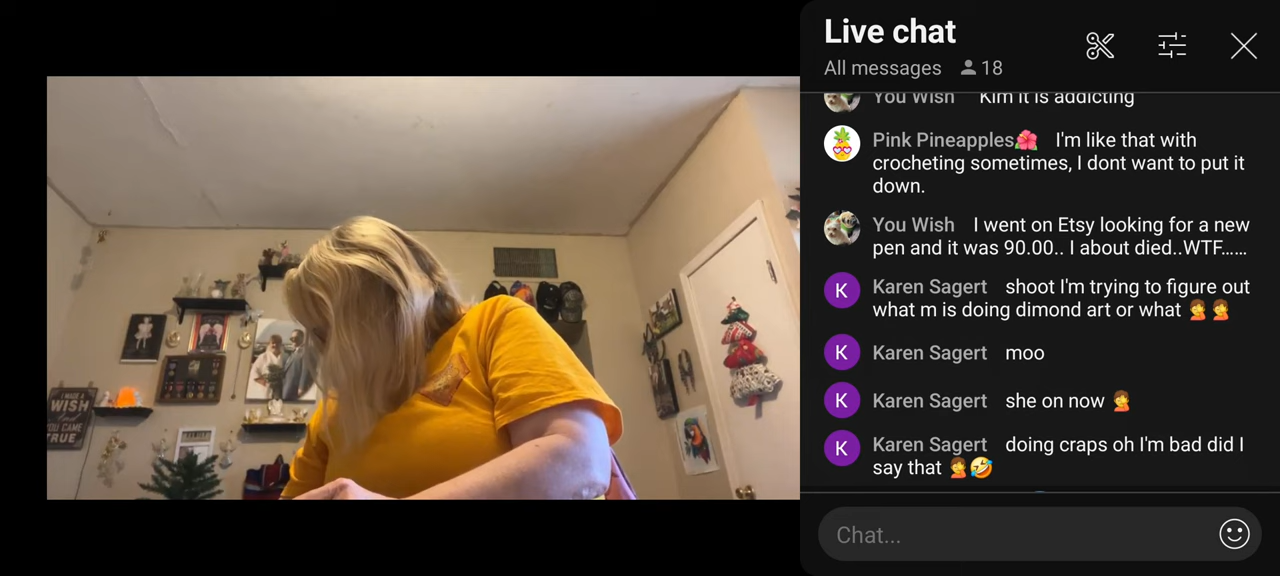 Live chat
All messages 18
You Wish Kim it is addicting
Pink Pineapples🌺 I'm like that with
crocheting sometimes, I dont want to put it
down.
You Wish I went on Etsy looking for a new
pen and it was 90.00.. I about died..WTF......
K Karen Sagert shoot I'm trying to figure out
what m is doing dimond art or what 🤦🤦
K Karen Sagert moo
K Karen Sagert she on now 🤦
K Karen Sagert doing craps oh I'm bad did I
say that 🤦🤣
Chat...
I MADE A
WISH
YOU CAME
TRUE